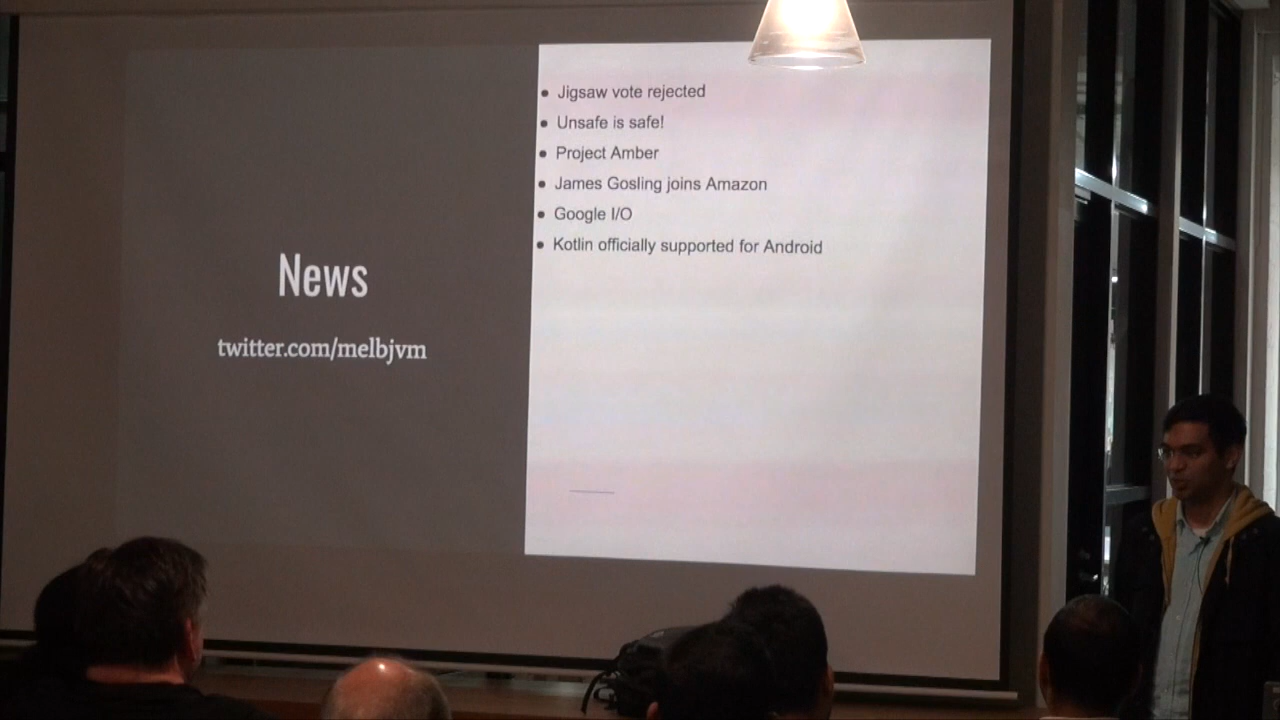 News
twitter.com/melbjvm
• Jigsaw vote rejected
• Unsafe is safe!
• Project Amber
• James Gosling joins Amazon
• Google I/O
• Kotlin officially supported for Android